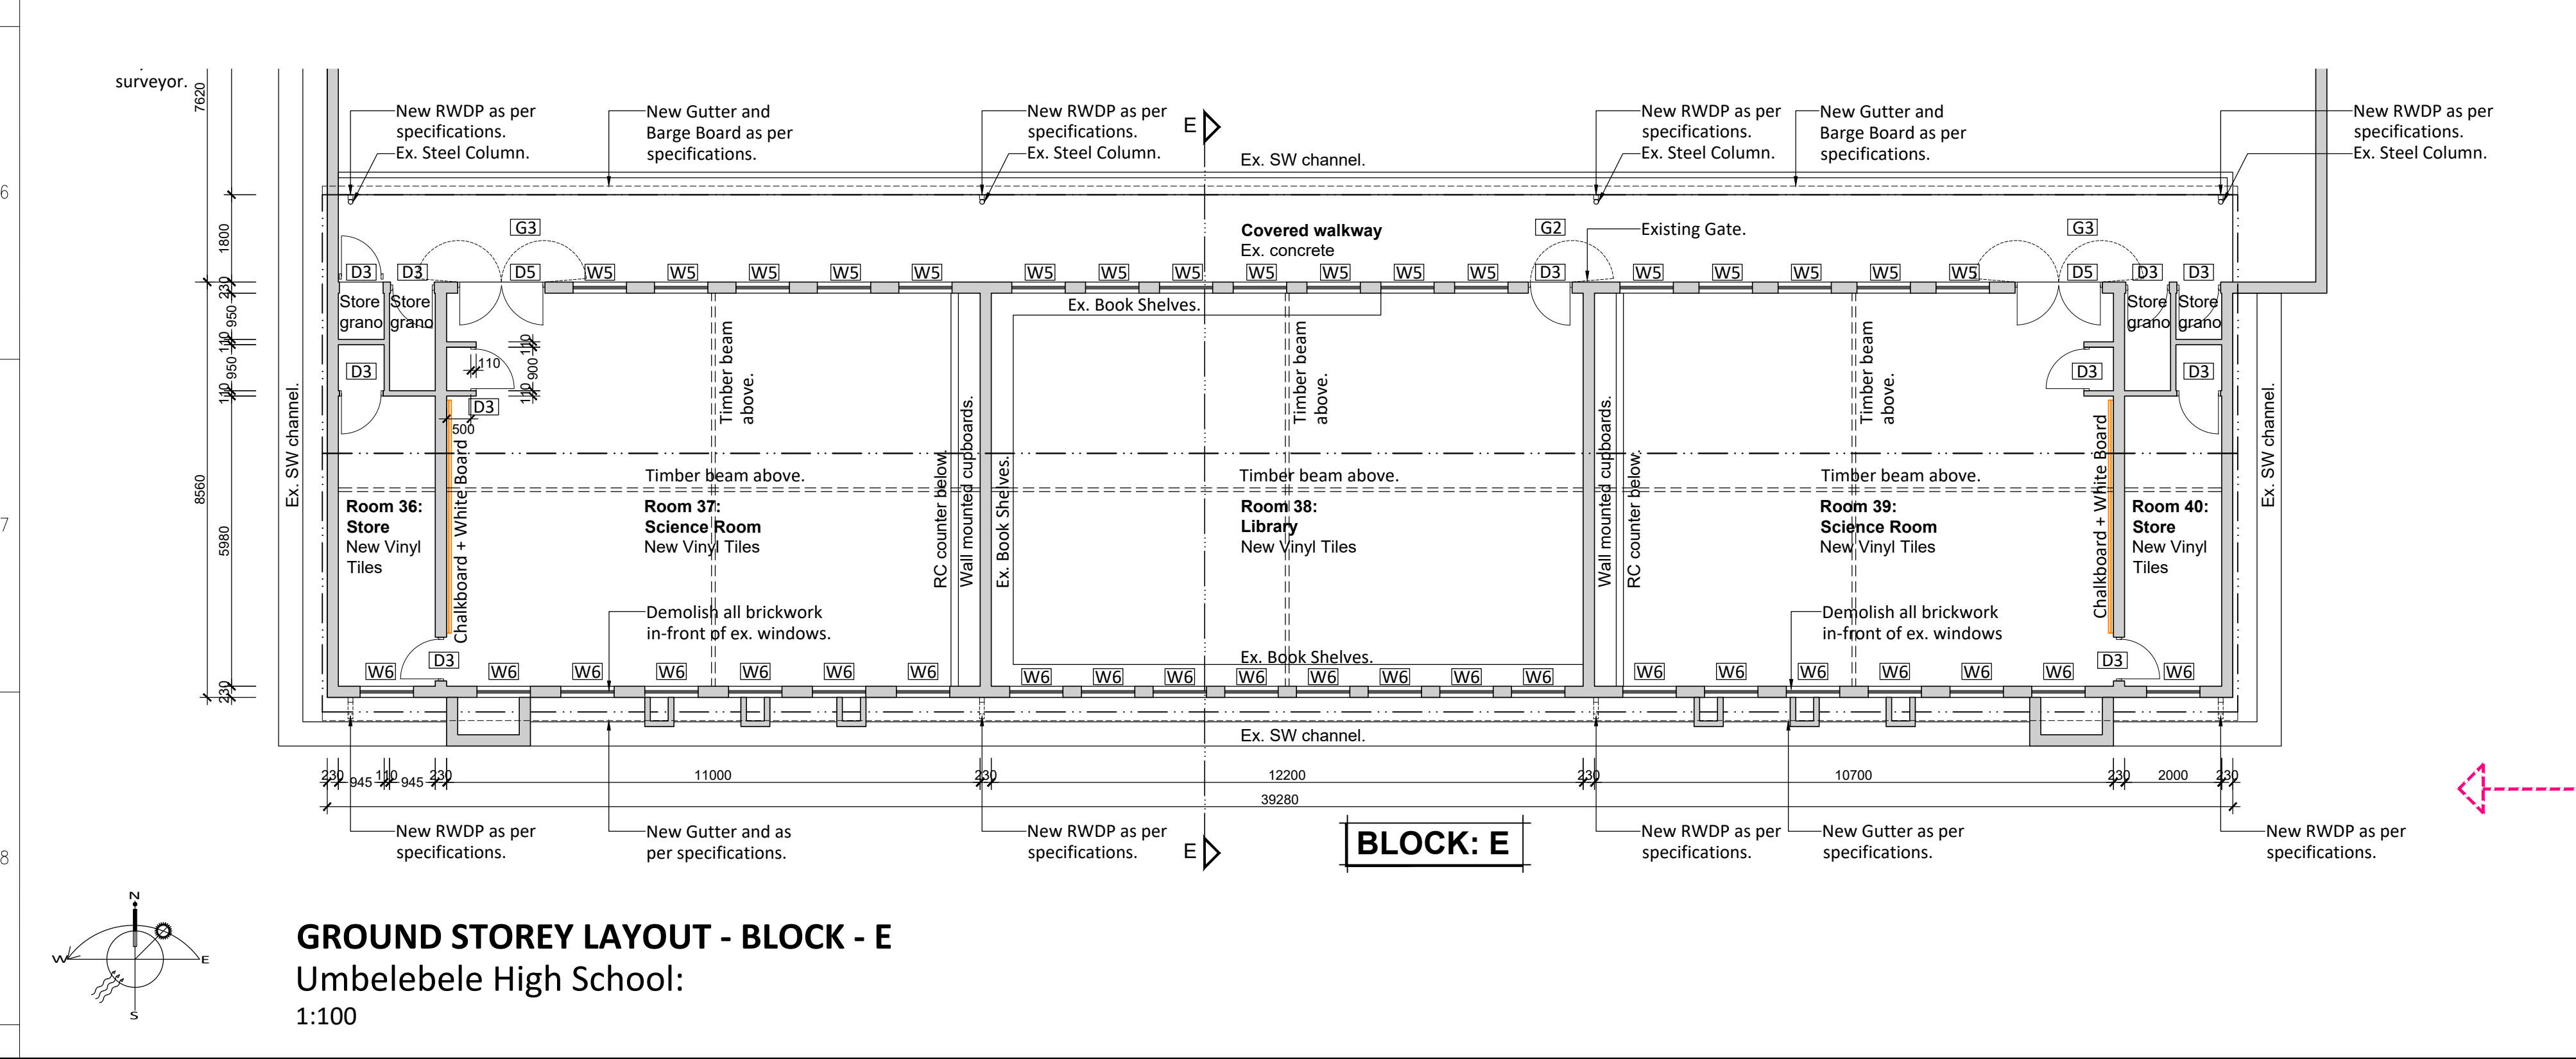 surveyor.
7620
New RWDP as per
specifications.
Ex. Steel Column.
New Gutter and
Barge Board as per
specifications.
New RWDP as per
specifications.
Ex. Steel Column.
E
Ex. SW channel.
New RWDP as per
specifications.
Ex. Steel Column.
New Gutter and
Barge Board as per
specifications.
New RWDP as per
specifications.
Ex. Steel Column.
6
1800
G3
Covered walkway
Ex. concrete
G2
Existing Gate.
G3
D3 D3 D5 W5 W5 W5 W5 W5 W5 W5 W5 W5 W5 W5 W5 D3 W5 W5 W5 W5 W5 D5 D3 D3
230
950
110
950
110
Store
grano
Store
grano
Ex. Book Shelves.
Store
grano
Store
grano
D3
110
110
900
110
D3
500
Timber beam
above.
Timber beam
above.
Timber beam
above.
D3
D3
Ex. SW channel.
Chalkboard + White Board
RC counter below.
Wall mounted cupboards.
Ex. Book Shelves.
Wall mounted cupboards.
RC counter below.
Chalkboard + White Board
Ex. SW channel.
8560
5980
7
Timber beam above.
Timber beam above.
Timber beam above.
Room 36:
Store
New Vinyl
Tiles
Room 37:
Science Room
New Vinyl Tiles
Room 38:
Library
New Vinyl Tiles
Room 39:
Science Room
New Vinyl Tiles
Room 40:
Store
New Vinyl
Tiles
Demolish all brickwork
in-front of ex. windows.
Demolish all brickwork
in-front of ex. windows
Ex. Book Shelves.
D3
D3
W6 W6 W6 W6 W6 W6 W6 W6 W6 W6 W6 W6 W6 W6 W6 W6 W6 W6 W6 W6 W6 W6
230
Ex. SW channel.
230 945 110 945 230 11000 230 12200 230 10700 230 2000 230
39280
New RWDP as per
specifications.
New Gutter and as
per specifications.
New RWDP as per
specifications.
E
BLOCK: E
New RWDP as per
specifications.
New Gutter as per
specifications.
New RWDP as per
specifications.
8
N
W
E
S
GROUND STOREY LAYOUT - BLOCK - E
Umbelebele High School:
1:100